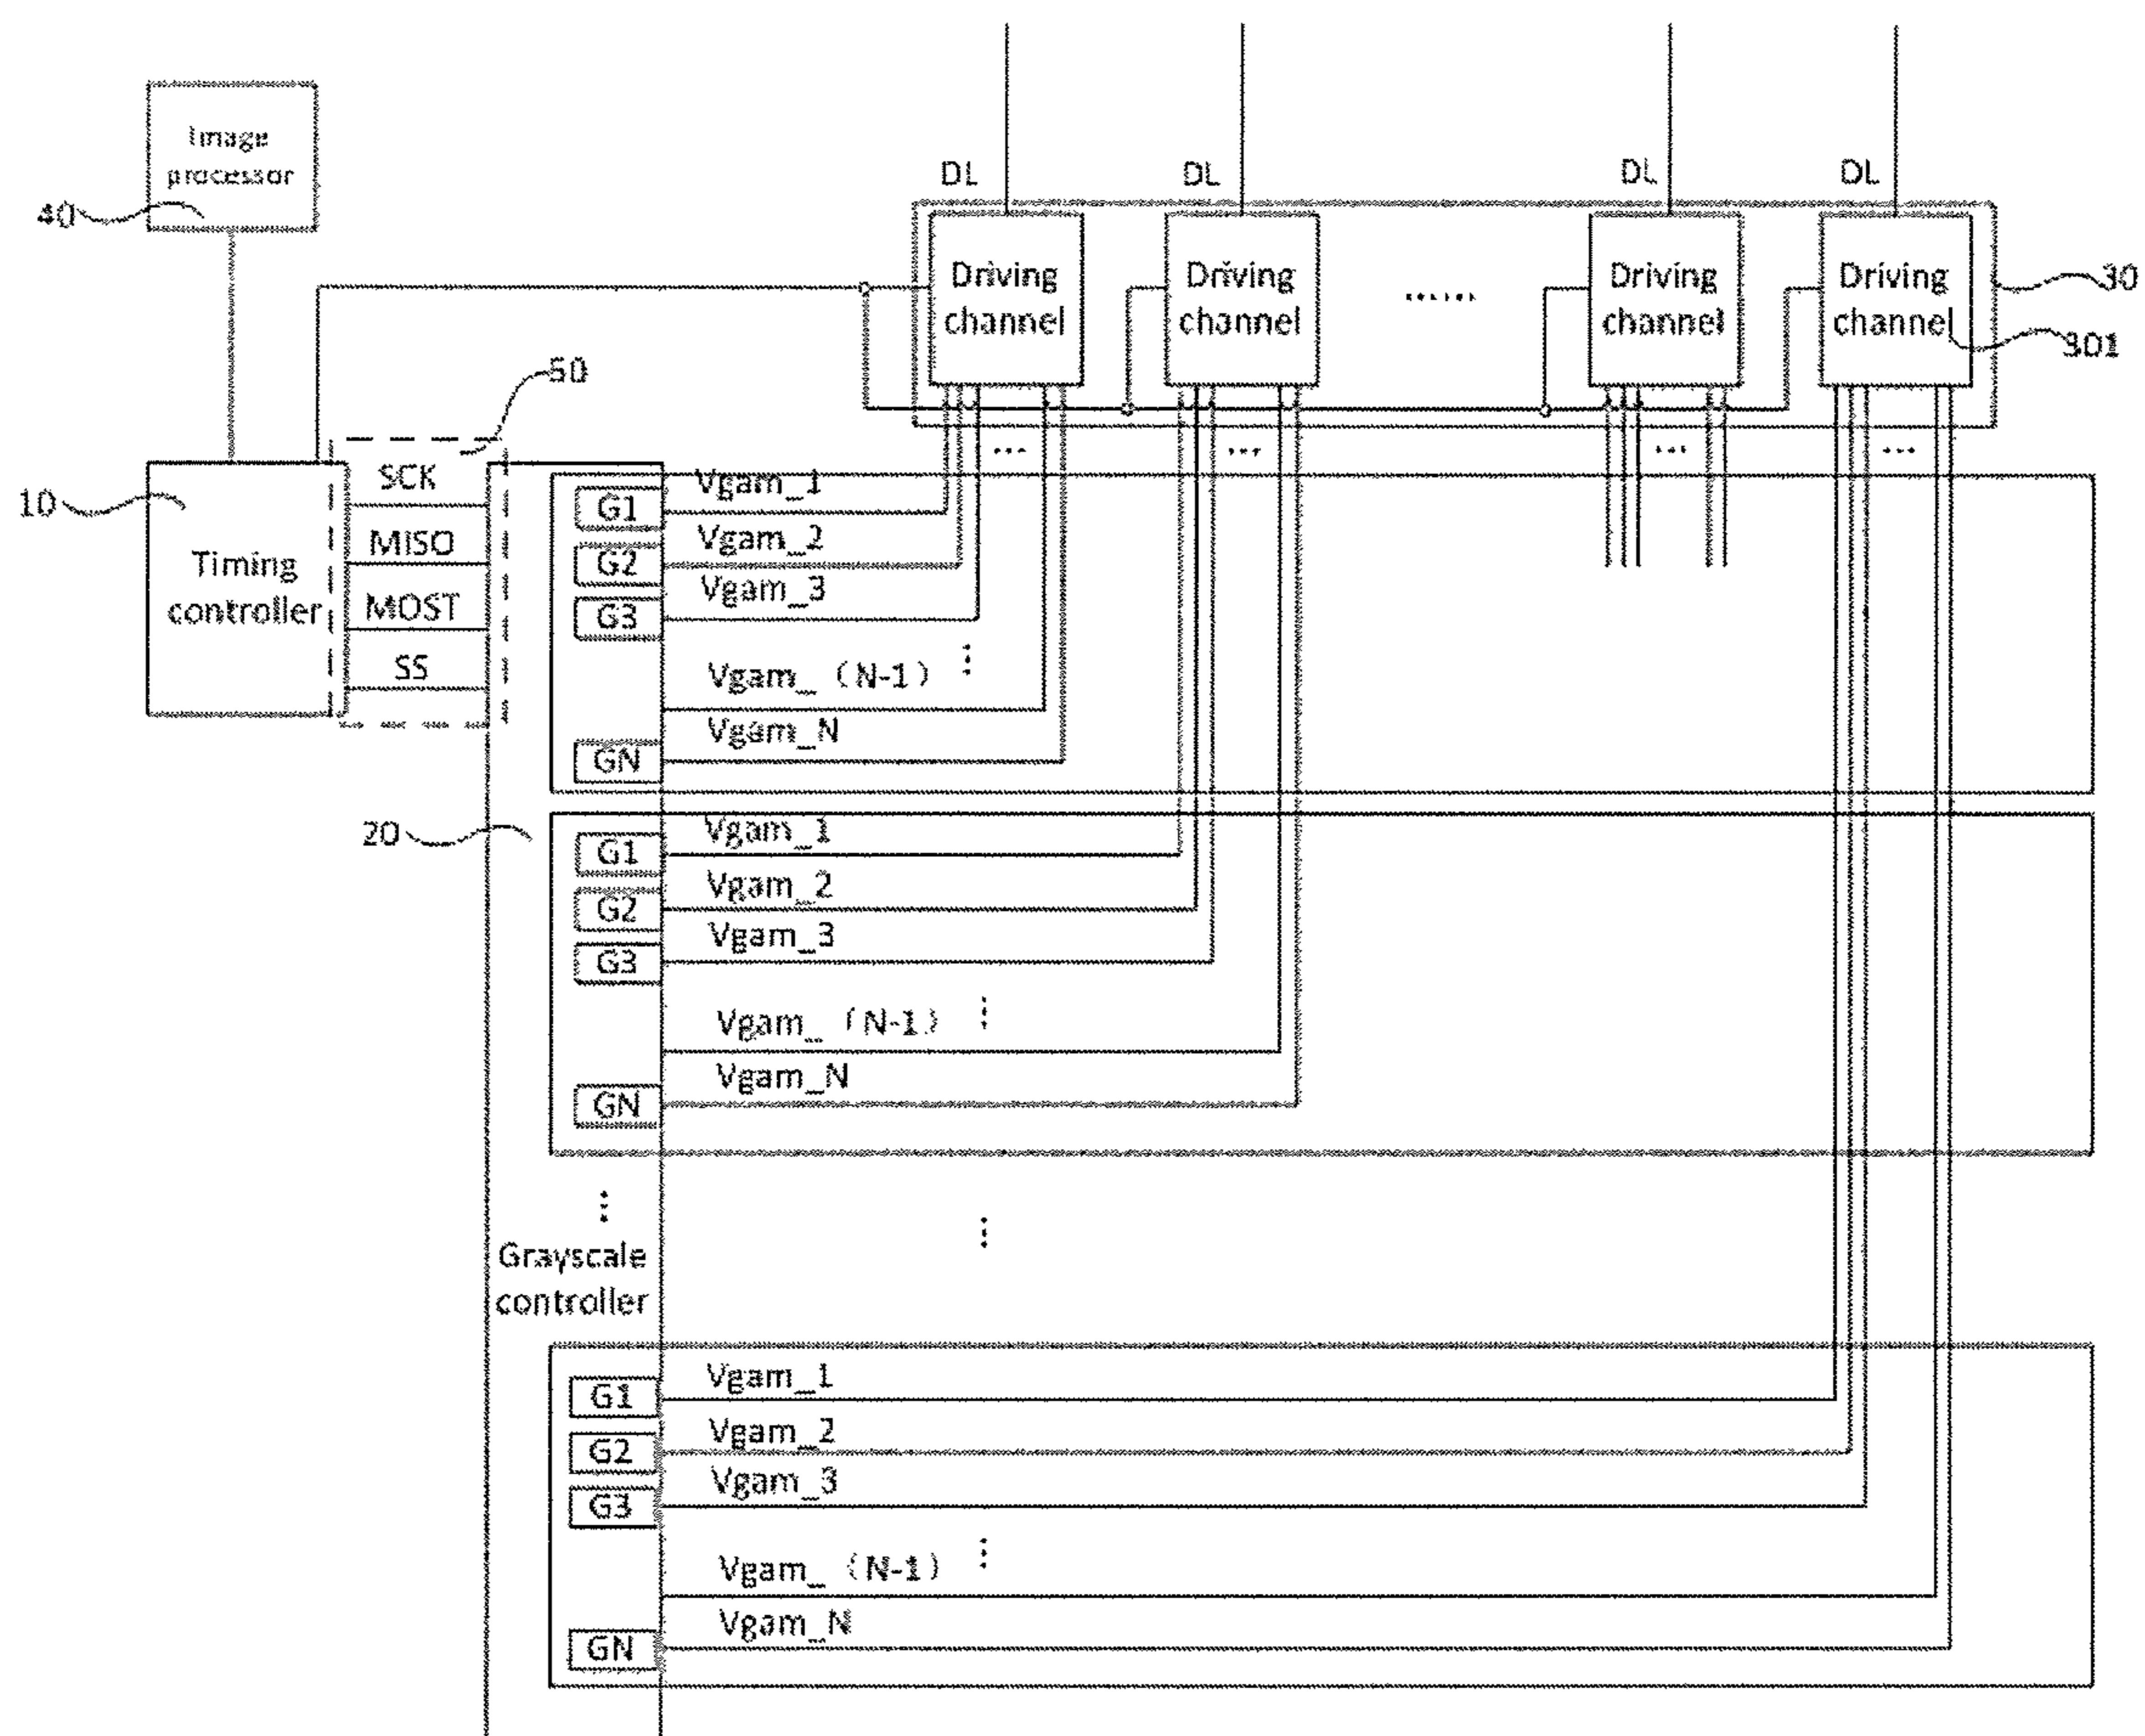 Image
processor
40
DL
DL
DL
DL
Driving
channel
Driving
channel
......
Driving
channel
Driving
channel
30
301
50
10
Timing
controller
SCK
MISO
MOST
SS
...
...
...
...
G1
Vgam_1
G2
Vgam_2
G3
Vgam_3
Vgam_（N-1）
GN
Vgam_N
20
G1
Vgam_1
G2
Vgam_2
G3
Vgam_3
Vgam_（N-1）
GN
Vgam_N
Grayscale
controller
G1
Vgam_1
G2
Vgam_2
G3
Vgam_3
Vgam_（N-1）
GN
Vgam_N